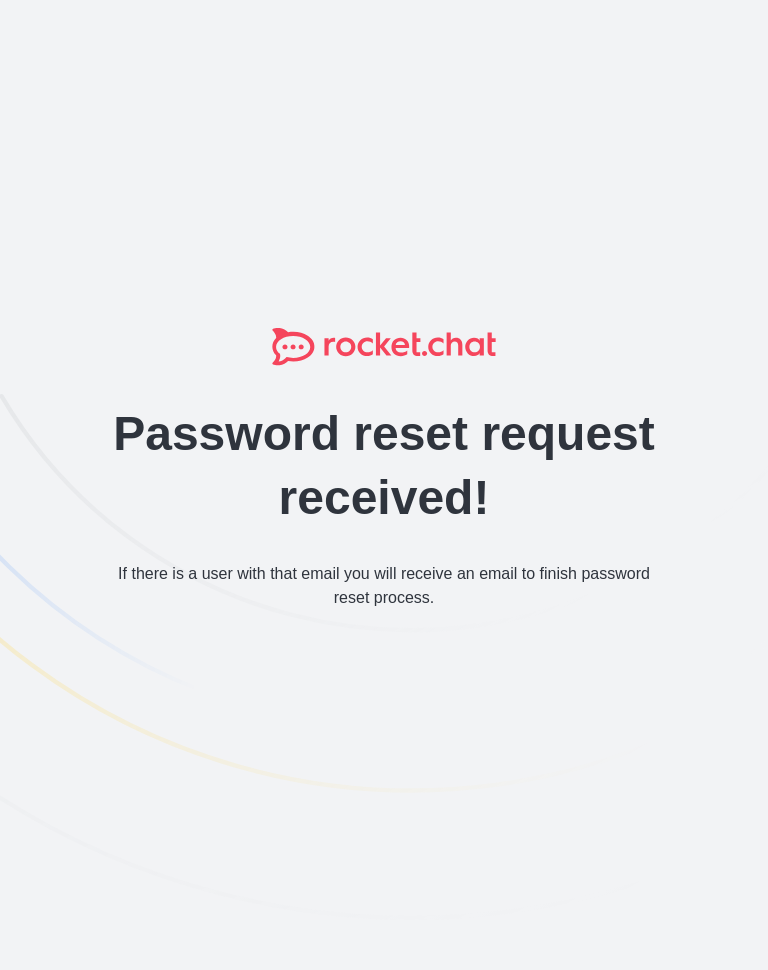 rocket.chat
Password reset request
received!
If there is a user with that email you will receive an email to finish password
reset process.